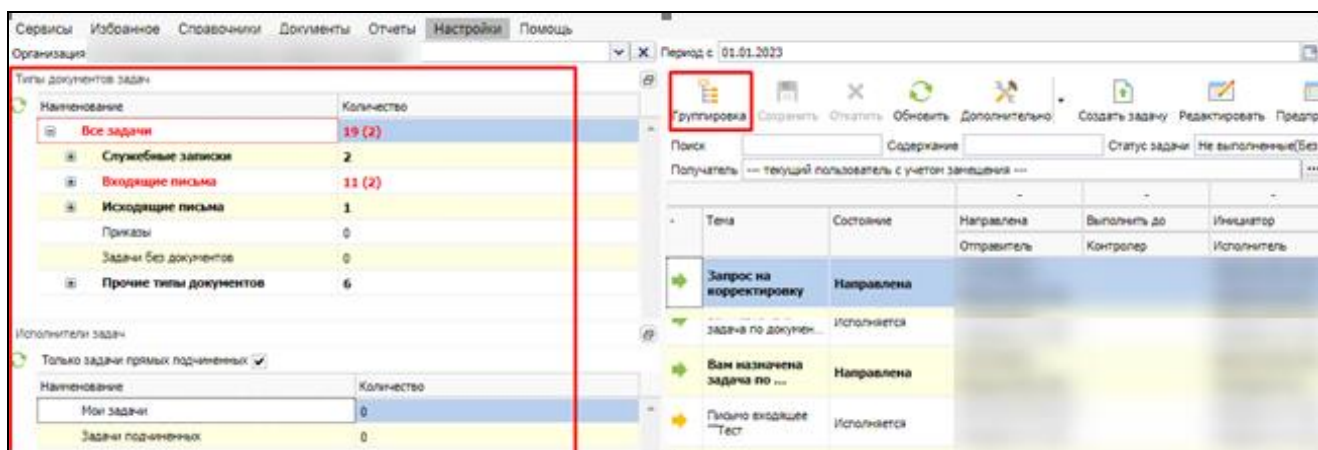 Сервисы Избранное Справочники Документы Отчеты Настройки Помощь
Организация
Период с 01.01.2023
Типы документов задач
Наименование Количество
Все задачи 19 (2)
Служебные записки 2
Входящие письма 11 (2)
Исходящие письма 1
Приказы 0
Задачи без документов 0
Прочие типы документов 6
Исполнители задач
Только задачи прямых подчиненных
Наименование Количество
Мои задачи 0
Задачи подчиненных 0
Группировка Сохранить Откатить Обновить Дополнительно Создать задачу Редактировать Предпр
Поиск Содержание Статус задачи Не выполненные(Без
Получатель --- текущий пользователь с учетом замещения --- ...
- - -
- Тема Состояние Направлена Выполнить до Инициатор
Отправитель Контролер Исполнитель
Запрос на
корректировку
Направлена
задача по докумен...
Исполняется
Вам назначена
задача по ...
Направлена
Письмо входящее
""Тест
Исполняется